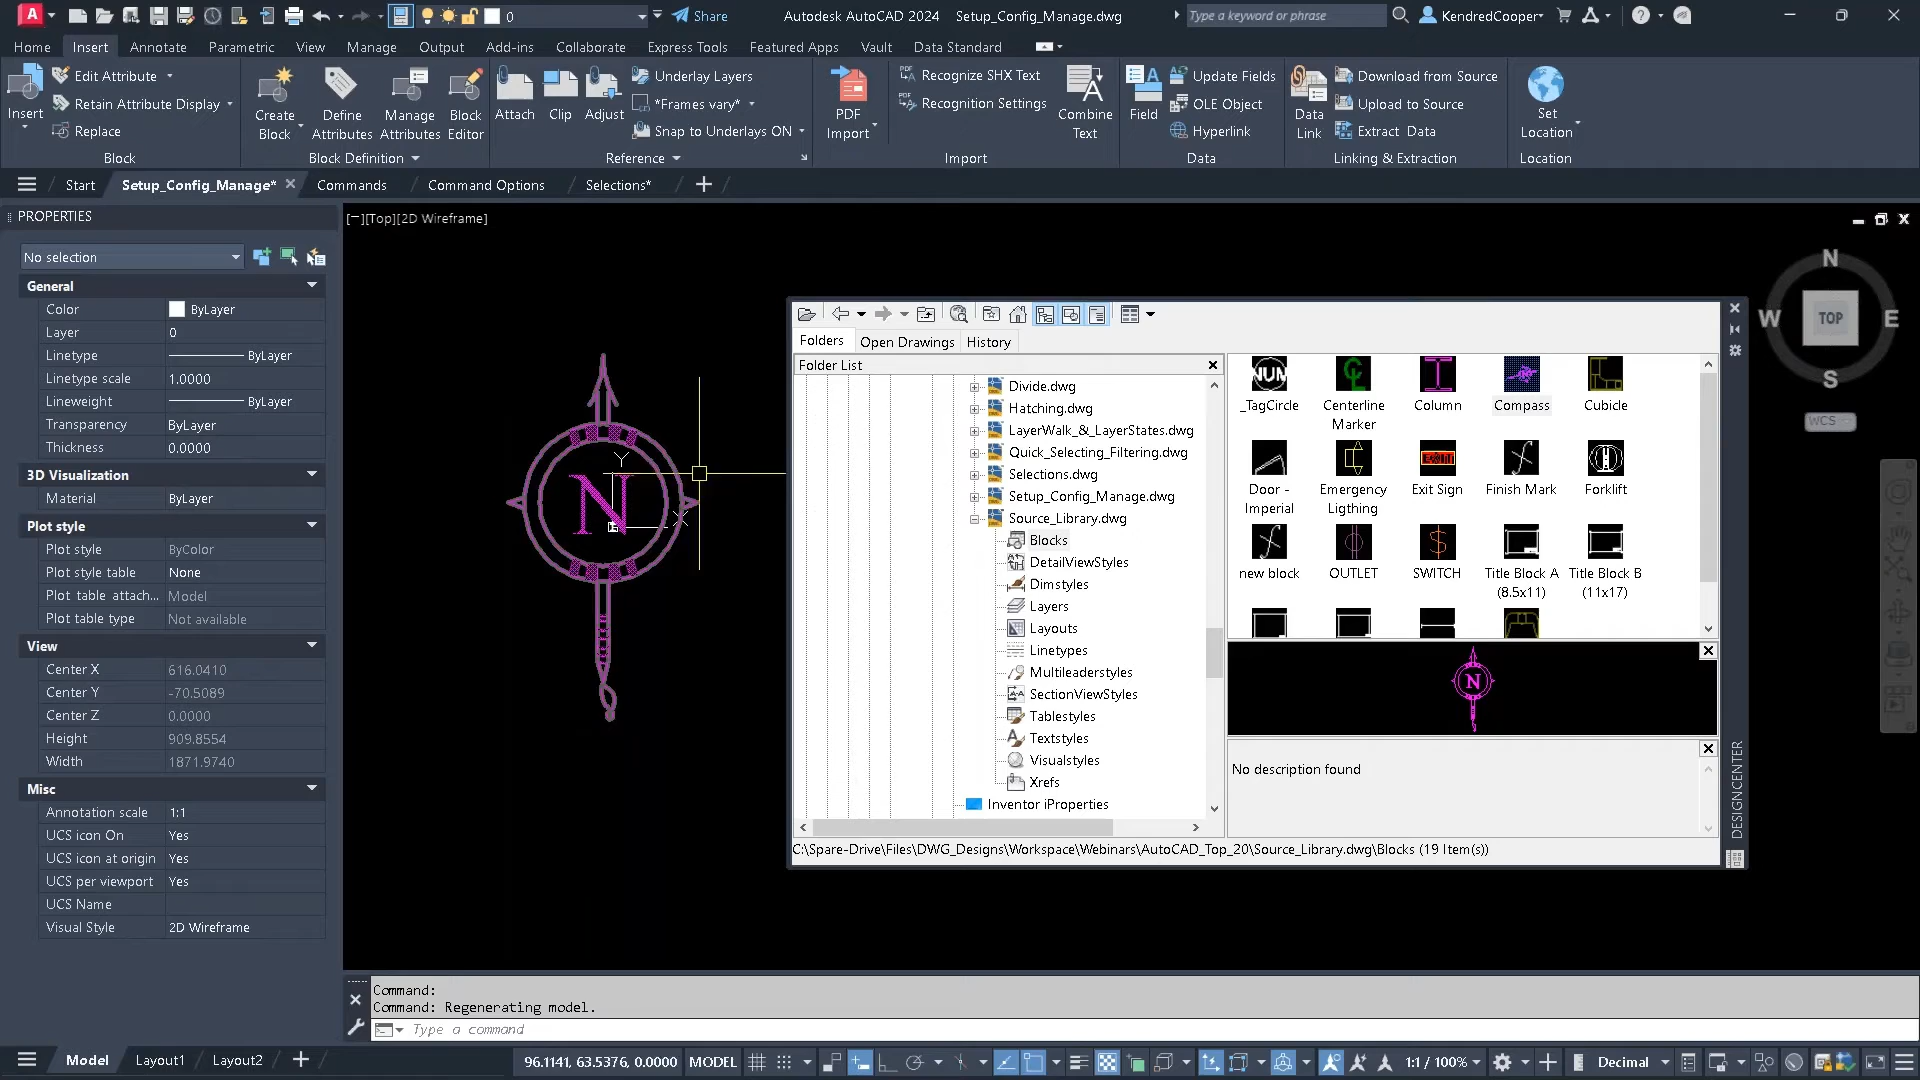 A
0
Share
Autodesk AutoCAD 2024 Setup_Config_Manage.dwg
Type a keyword or phrase
KendredCooper
Home Insert Annotate Parametric View Manage Output Add-ins Collaborate Express Tools Featured Apps Vault Data Standard
Insert
Edit Attribute
Retain Attribute Display
Replace
Block
Create Block
Define Attributes
Manage Attributes
Block Editor
Block Definition
Attach
Clip
Adjust
Underlay Layers
*Frames vary*
Snap to Underlays ON
Reference
PDF Import
Recognize SHX Text
Recognition Settings
Combine Text
Import
Field
Update Fields
OLE Object
Hyperlink
Data
Data Link
Download from Source
Upload to Source
Extract Data
Linking & Extraction
Set Location
Location
Start Setup_Config_Manage* Commands Command Options Selections*
PROPERTIES
No selection
General
Color ByLayer
Layer 0
Linetype ByLayer
Linetype scale 1.0000
Lineweight ByLayer
Transparency ByLayer
Thickness 0.0000
3D Visualization
Material ByLayer
Plot style
Plot style ByColor
Plot style table None
Plot table attach... Model
Plot table type Not available
View
Center X 616.0410
Center Y -70.5089
Center Z 0.0000
Height 909.8554
Width 1871.9740
Misc
Annotation scale 1:1
UCS icon On Yes
UCS icon at origin Yes
UCS per viewport Yes
UCS Name
Visual Style 2D Wireframe
[−][Top][2D Wireframe]
N
Y
X
Folders Open Drawings History
Folder List
Divide.dwg
Hatching.dwg
LayerWalk_&_LayerStates.dwg
Quick_Selecting_Filtering.dwg
Selections.dwg
Setup_Config_Manage.dwg
Source_Library.dwg
Blocks
DetailViewStyles
Dimstyles
Layers
Layouts
Linetypes
Multileaderstyles
SectionViewStyles
Tablestyles
Textstyles
Visualstyles
Xrefs
Inventor iProperties
NUM
EXIT
_TagCircle
Centerline Marker
Column
Compass
Cubicle
Door - Imperial
Emergency Ligthing
Exit Sign
Finish Mark
Forklift
new block
OUTLET
SWITCH
Title Block A (8.5x11)
Title Block B (11x17)
N
No description found
DESIGNCENTER
C:\Spare-Drive\Files\DWG_Designs\Workspace\Webinars\AutoCAD_Top_20\Source_Library.dwg\Blocks (19 Item(s))
N
W TOP E
S
WCS
Command:
Command: Regenerating model.
Type a command
Model Layout1 Layout2
96.1141, 63.5376, 0.0000 MODEL
1:1 / 100%
Decimal